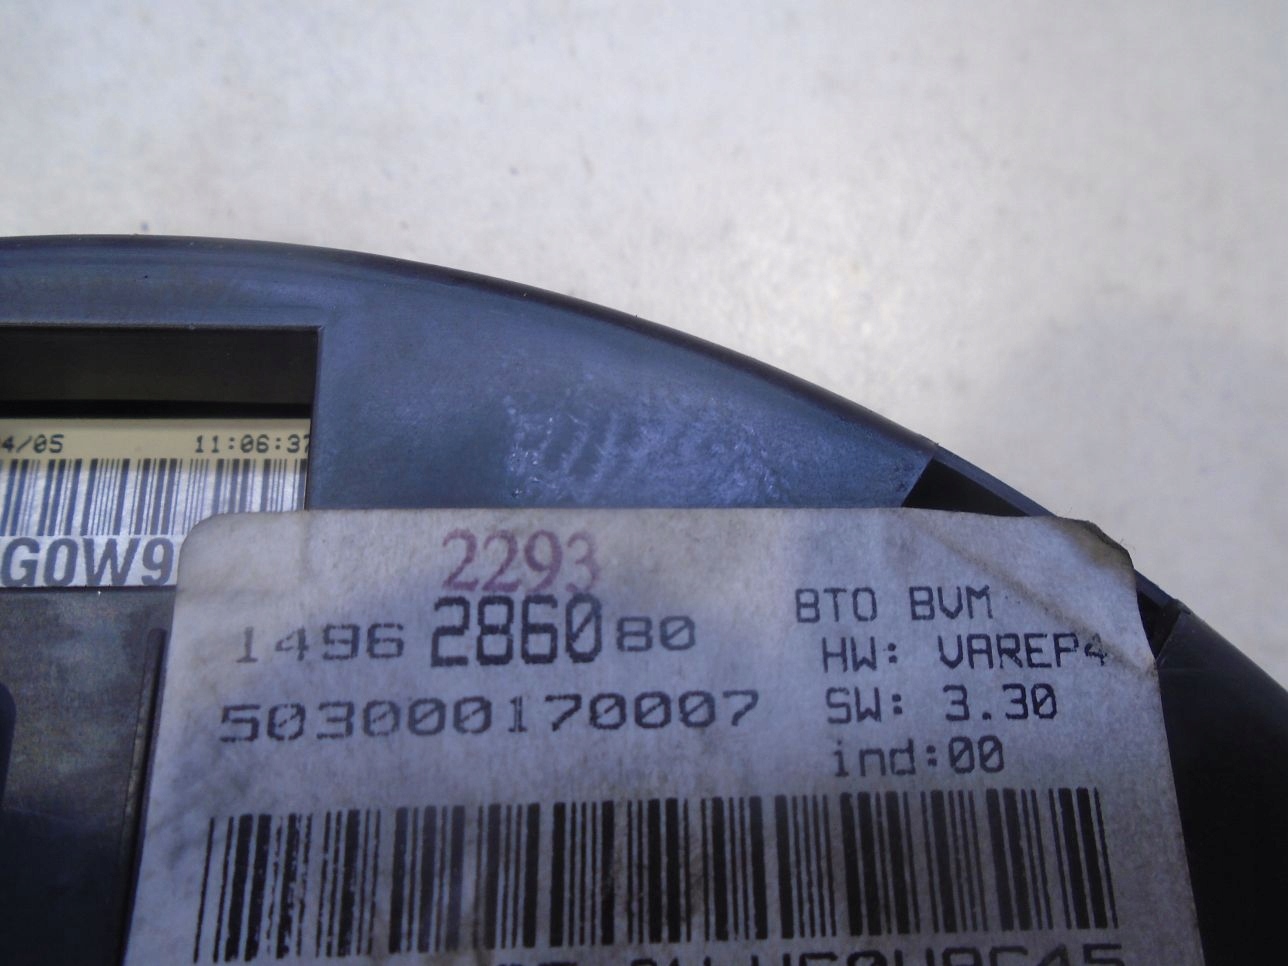 4/05 11:06:37
G0W9
2293
1496 2860 80
503000170007
BTO BVM
HW: VAREP4
SW: 3.30
ind:00